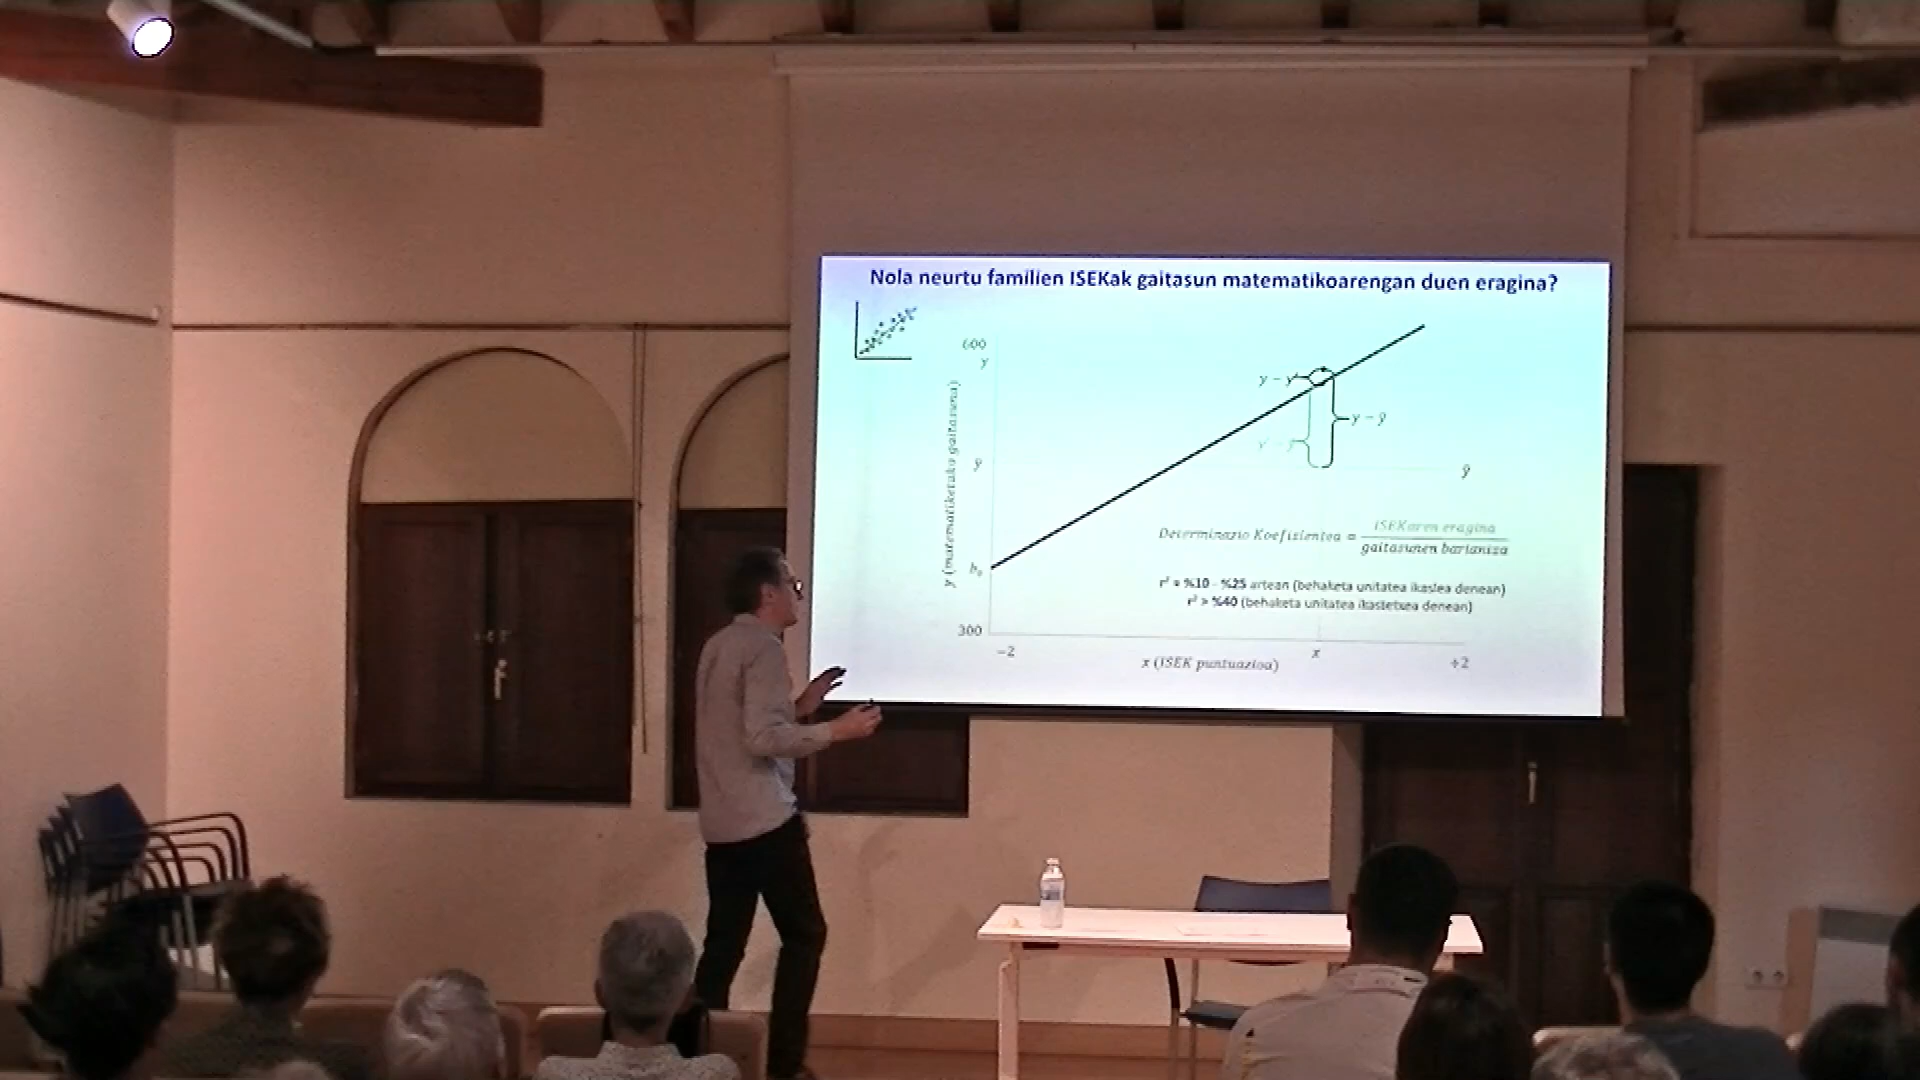 Nola neurtu familien ISEKak gaitasun matematikoarengan duen eragina?
600
y
y (matematiketako gaitasuna)
y − y'
y − ȳ
y' − ȳ
ȳ
ȳ
Determinazio Koefizientea = ISEKaren eragina
gaitasunen bariantza
b₀
r² = %10 - %25 artean (behaketa unitatea ikaslea denean)
r² > %40 (behaketa unitatea ikastetxea denean)
300
−2
x (ISEK puntuazioa)
x
+2